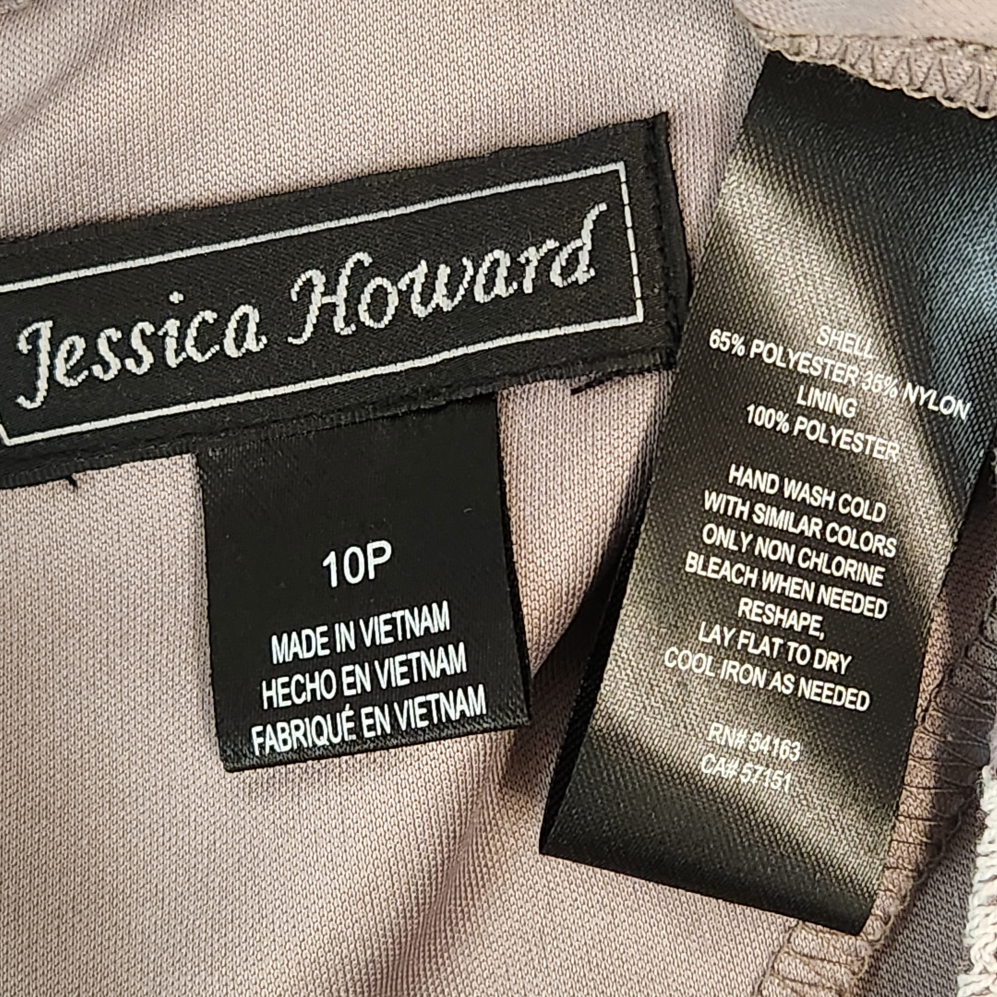 Jessica Howard
10P
MADE IN VIETNAM
HECHO EN VIETNAM
FABRIQUÉ EN VIETNAM
SHELL
65% POLYESTER 35% NYLON
LINING
100% POLYESTER
HAND WASH COLD
WITH SIMILAR COLORS
ONLY NON CHLORINE
BLEACH WHEN NEEDED
RESHAPE,
LAY FLAT TO DRY
COOL IRON AS NEEDED
RN# 54163
CA# 57151